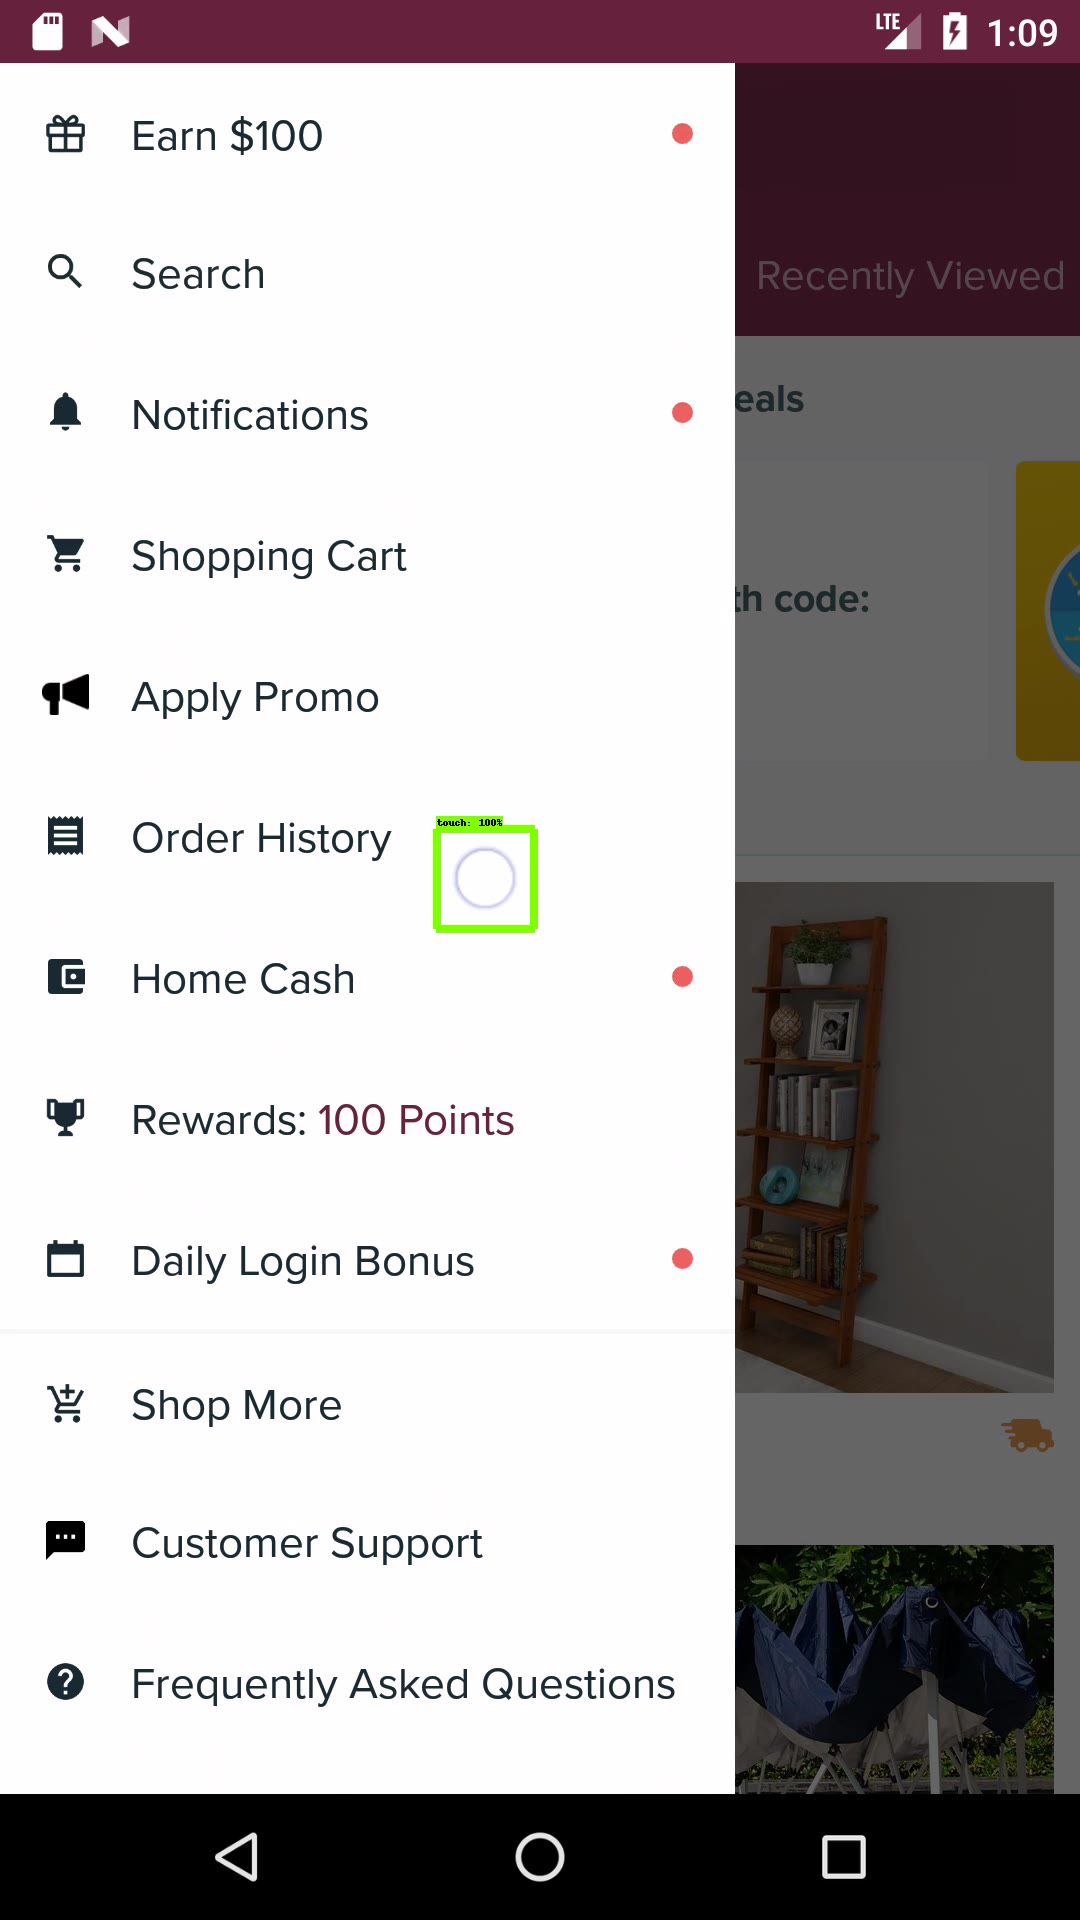 LTE 1:09
Earn $100
Search
Recently Viewed
Notifications
eals
Shopping Cart
th code:
Apply Promo
touch: 100%
Order History
Home Cash
Rewards: 100 Points
Daily Login Bonus
Shop More
Customer Support
Frequently Asked Questions